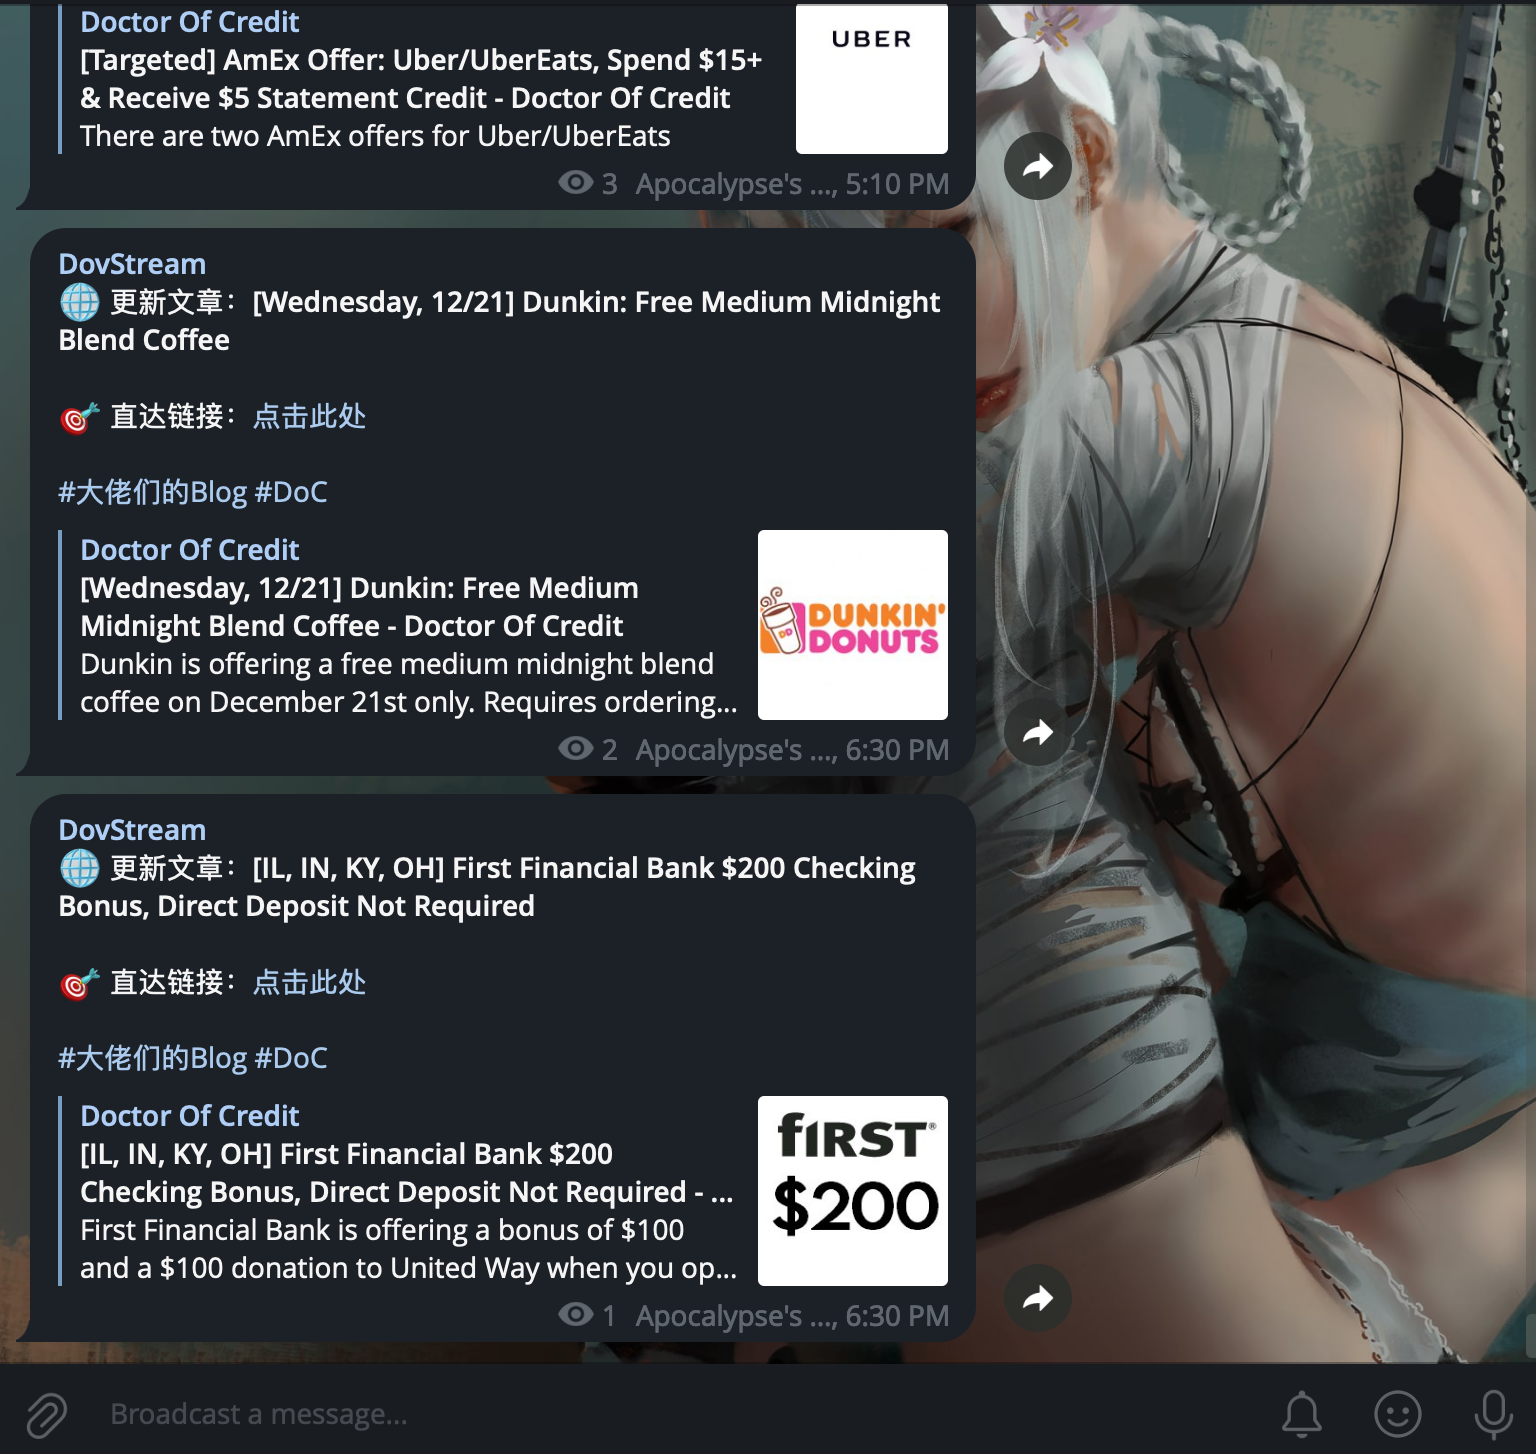 Doctor Of Credit
[Targeted] AmEx Offer: Uber/UberEats, Spend $15+
& Receive $5 Statement Credit - Doctor Of Credit
There are two AmEx offers for Uber/UberEats
UBER
3 Apocalypse's ..., 5:10 PM
DovStream
更新文章：[Wednesday, 12/21] Dunkin: Free Medium Midnight
Blend Coffee
直达链接：点击此处
#大佬们的Blog #DoC
Doctor Of Credit
[Wednesday, 12/21] Dunkin: Free Medium
Midnight Blend Coffee - Doctor Of Credit
Dunkin is offering a free medium midnight blend
coffee on December 21st only. Requires ordering...
DD
DUNKIN'
DONUTS
2 Apocalypse's ..., 6:30 PM
DovStream
更新文章：[IL, IN, KY, OH] First Financial Bank $200 Checking
Bonus, Direct Deposit Not Required
直达链接：点击此处
#大佬们的Blog #DoC
Doctor Of Credit
[IL, IN, KY, OH] First Financial Bank $200
Checking Bonus, Direct Deposit Not Required - ...
First Financial Bank is offering a bonus of $100
and a $100 donation to United Way when you op...
fIRST®
$200
1 Apocalypse's ..., 6:30 PM
Broadcast a message...